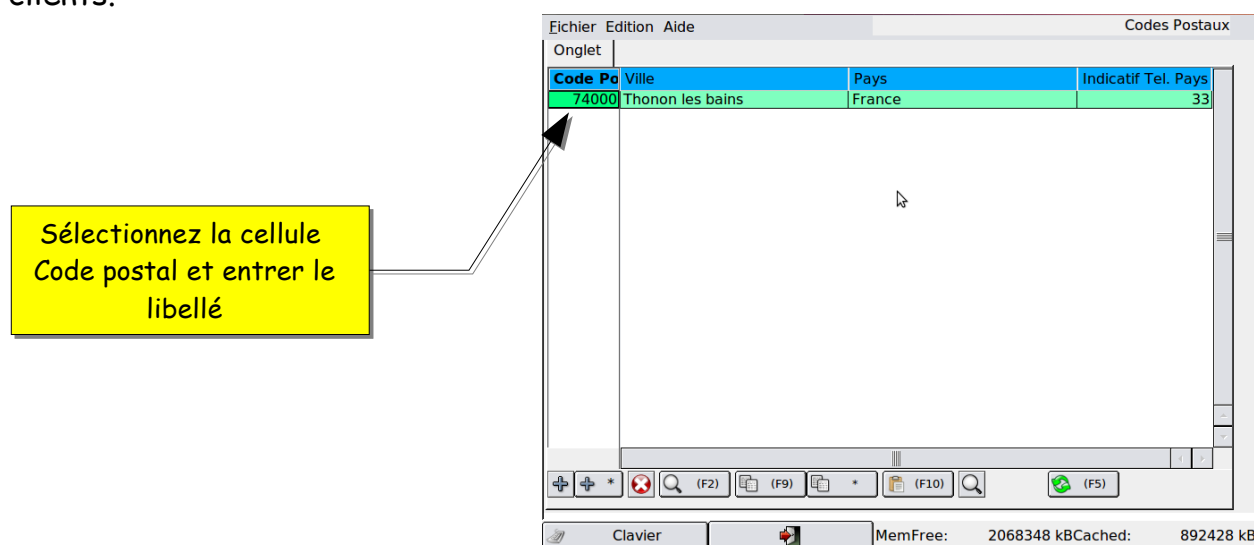 clients.
Fichier Edition Aide Codes Postaux
Onglet
Code Po Ville Pays Indicatif Tel. Pays
74000 Thonon les bains France 33
Sélectionnez la cellule
Code postal et entrer le
libellé
* (F2) (F9) * (F10) (F5)
Clavier MemFree: 2068348 kBCached: 892428 kB